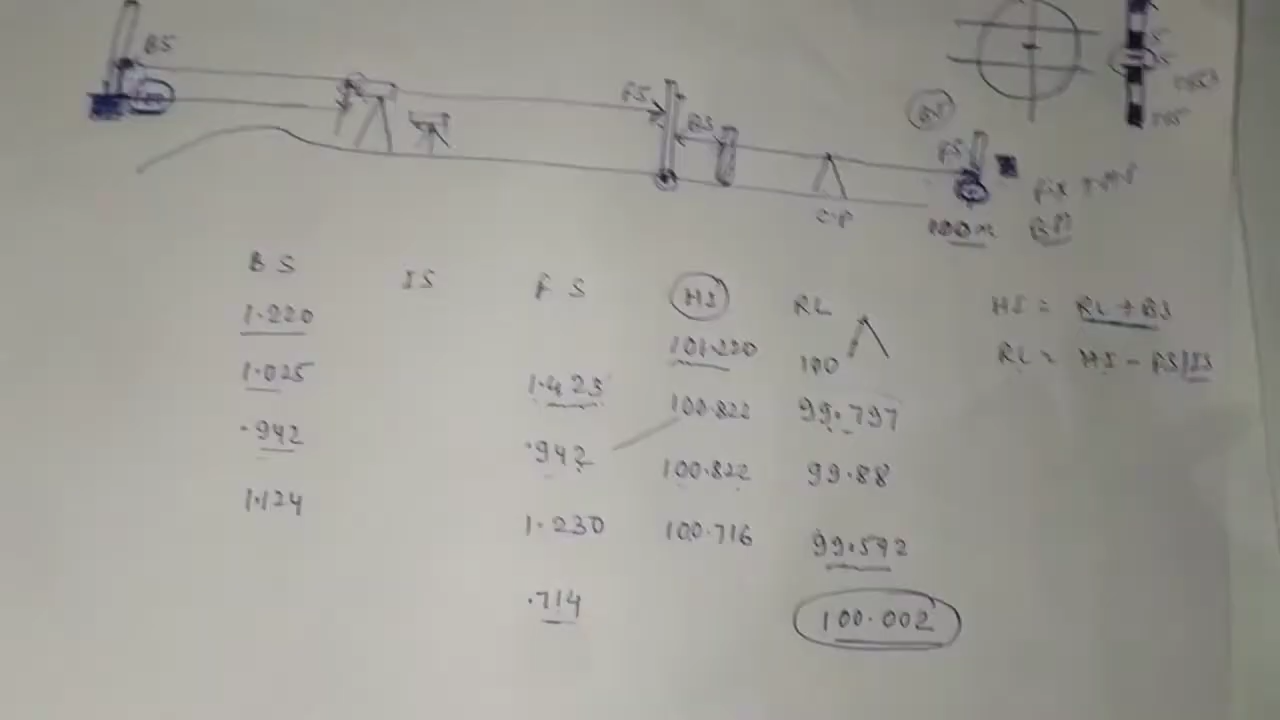 BS
FS
BS
BS
FS
C.P
100m
BM
BS IS FS HI RL
HI = RL + BS
1.220 101.220 100
RL = HI - FS/IS
1.025 1.423 100.822 99.797
.942 .942 100.822 99.88
1.124 1.230 100.716 99.592
.714 100.002